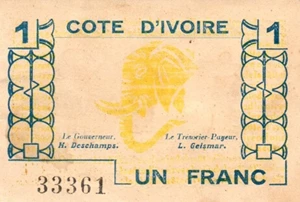 1 COTE D'IVOIRE 1
Le Gouverneur, Le Tresorier-Payeur,
H. Deschamps. L. Geismar.
33361 UN FRANC